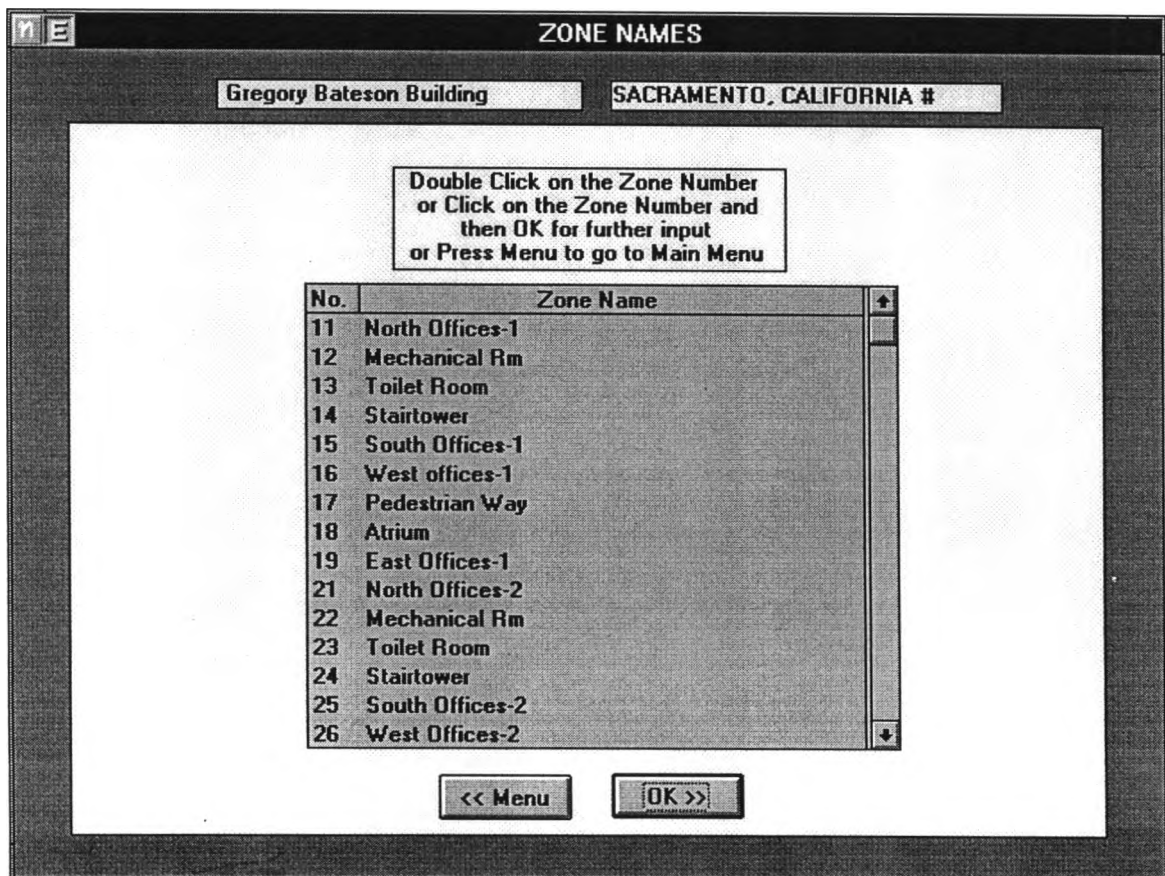 n E ZONE NAMES
Gregory Bateson Building SACRAMENTO, CALIFORNIA #
Double Click on the Zone Number
or Click on the Zone Number and
then OK for further input
or Press Menu to go to Main Menu
No. Zone Name
11 North Offices-1
12 Mechanical Rm
13 Toilet Room
14 Stairtower
15 South Offices-1
16 West offices-1
17 Pedestrian Way
18 Atrium
19 East Offices-1
21 North Offices-2
22 Mechanical Rm
23 Toilet Room
24 Stairtower
25 South Offices-2
26 West Offices-2
<< Menu OK >>